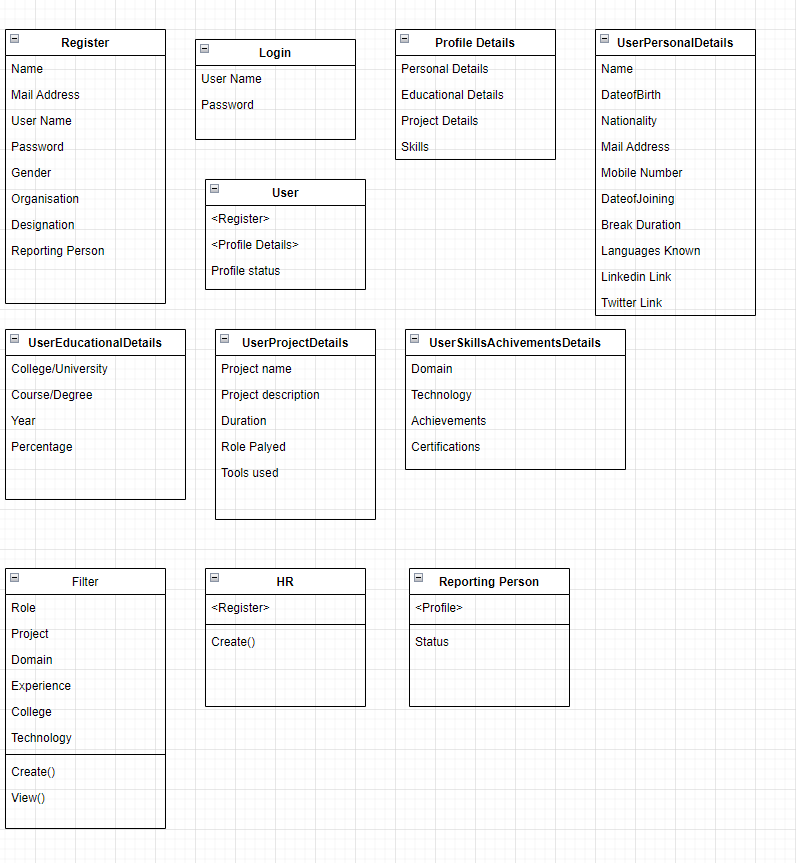 Register
Name
Mail Address
User Name
Password
Gender
Organisation
Designation
Reporting Person
Login
User Name
Password
Profile Details
Personal Details
Educational Details
Project Details
Skills
UserPersonalDetails
Name
DateofBirth
Nationality
Mail Address
Mobile Number
DateofJoining
Break Duration
Languages Known
Linkedin Link
Twitter Link
User
<Register>
<Profile Details>
Profile status
UserEducationalDetails
College/University
Course/Degree
Year
Percentage
UserProjectDetails
Project name
Project description
Duration
Role Palyed
Tools used
UserSkillsAchivementsDetails
Domain
Technology
Achievements
Certifications
Filter
Role
Project
Domain
Experience
College
Technology
Create()
View()
HR
<Register>
Create()
Reporting Person
<Profile>
Status